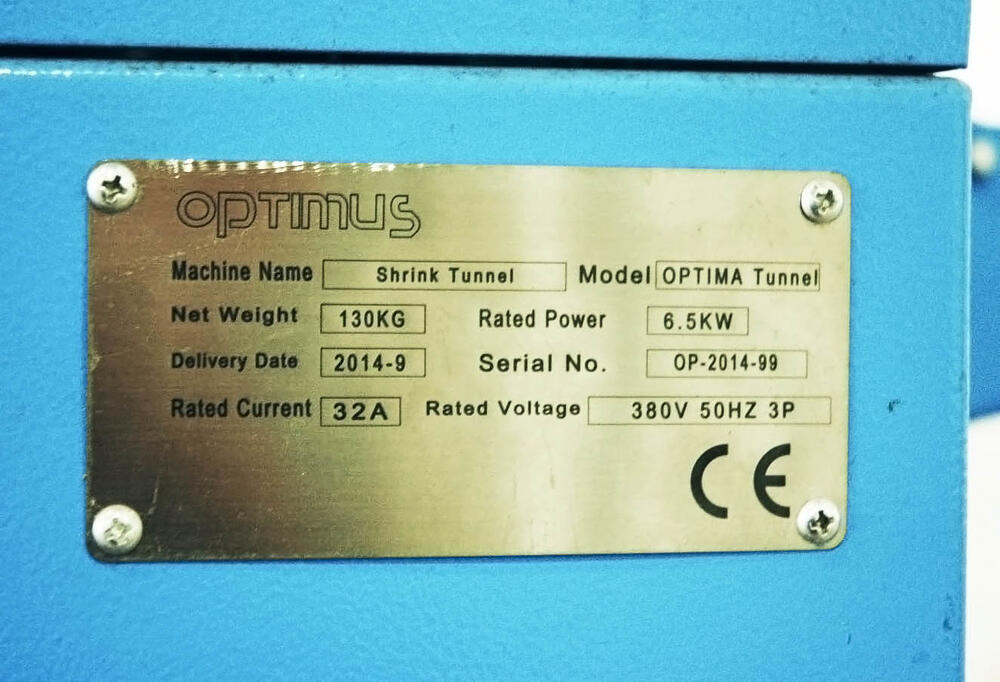 OPTIMUS
Machine Name Shrink Tunnel Model OPTIMA Tunnel
Net Weight 130KG Rated Power 6.5KW
Delivery Date 2014-9 Serial No. OP-2014-99
Rated Current 32A Rated Voltage 380V 50HZ 3P
CE